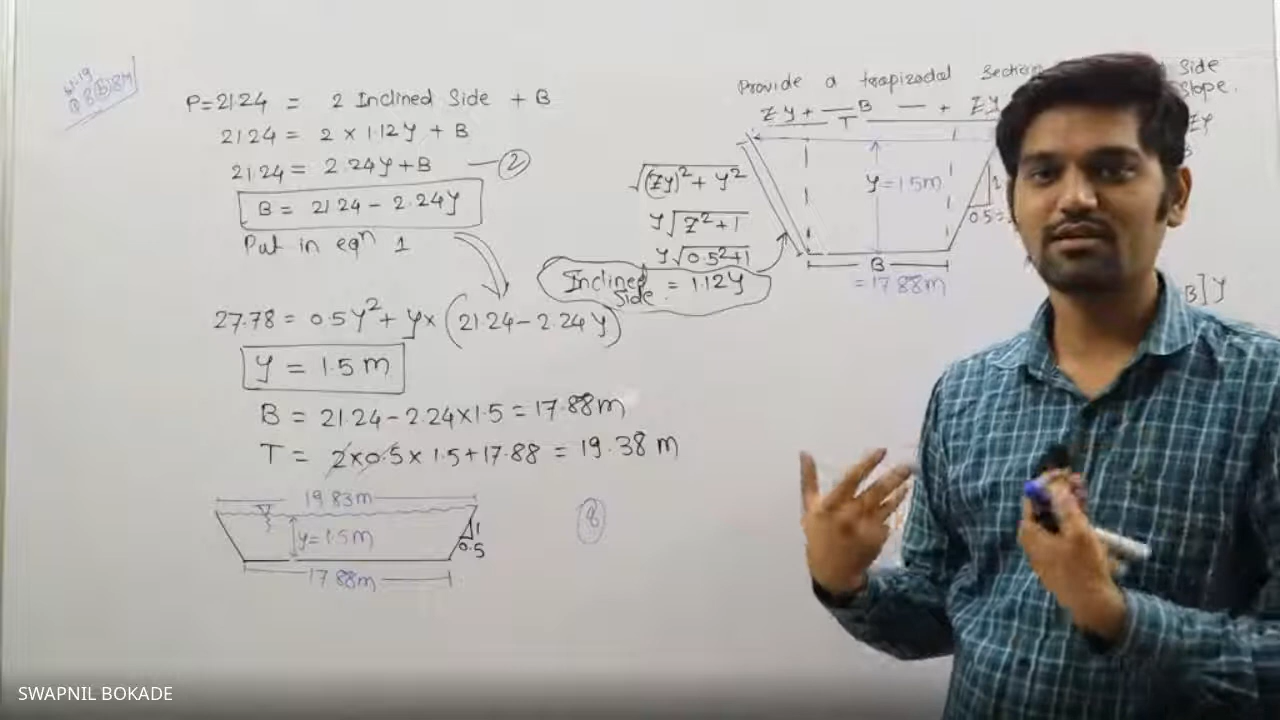 P=21.24 = 2 Inclined Side + B
21.24 = 2 x 1.12y + B
21.24 = 2.24y + B — ②
B = 21.24 - 2.24y
Put in eqⁿ 1
27.78 = 0.5y² + y x (21.24 - 2.24y)
y = 1.5 m
B = 21.24 - 2.24x1.5 = 17.88m
T = 2x0.5 x 1.5+17.88 = 19.38 m
19.83m
y=1.5m
1
0.5
17.88m
8
Provide a trapizodal Section
Side
Slope.
Zy + B + Zy
T
√(Zy)² + y²
y√Z²+1
y√0.5²+1
Inclined Side = 1.12y
y=1.5m
1
0.5
B
= 17.88m
B]y
SWAPNIL BOKADE